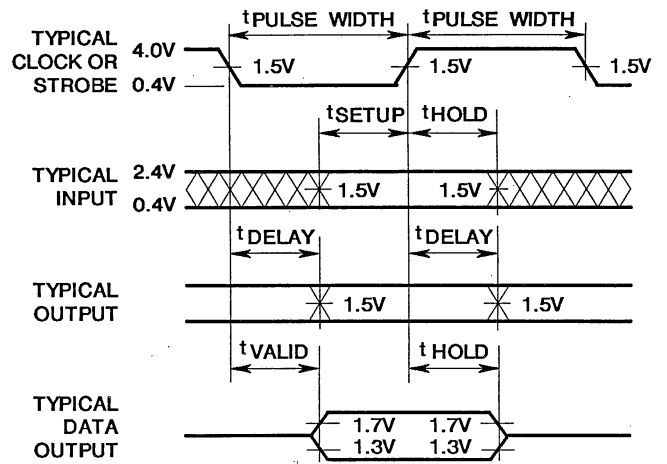 tPULSE WIDTH tPULSE WIDTH
TYPICAL CLOCK OR STROBE
4.0V
0.4V
1.5V 1.5V 1.5V
tSETUP tHOLD
TYPICAL INPUT
2.4V
0.4V
1.5V 1.5V
tDELAY tDELAY
TYPICAL OUTPUT
1.5V 1.5V
tVALID tHOLD
TYPICAL DATA OUTPUT
1.7V 1.7V
1.3V 1.3V